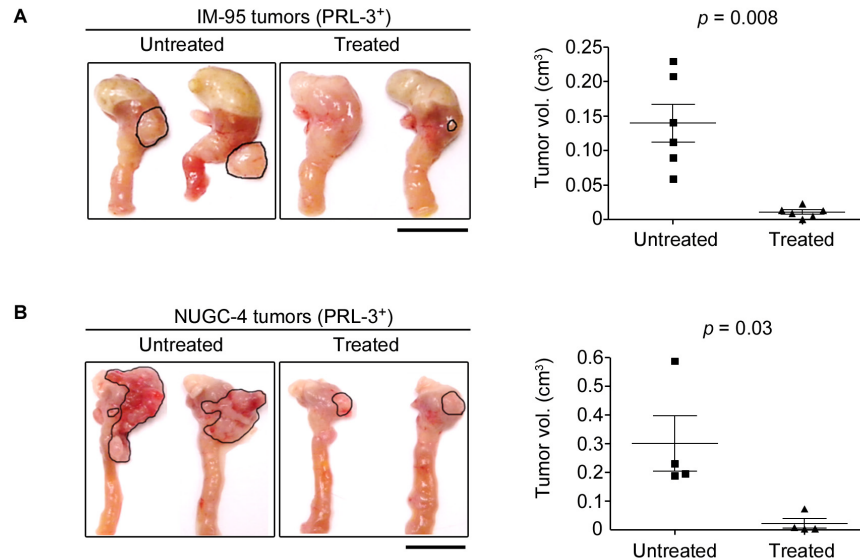 A
IM-95 tumors (PRL-3⁺)
Untreated
Treated
p = 0.008
Tumor vol. (cm³)
0.25
0.20
0.15
0.10
0.05
0
Untreated
Treated
B
NUGC-4 tumors (PRL-3⁺)
Untreated
Treated
p = 0.03
Tumor vol. (cm³)
0.6
0.5
0.4
0.3
0.2
0.1
0
Untreated
Treated